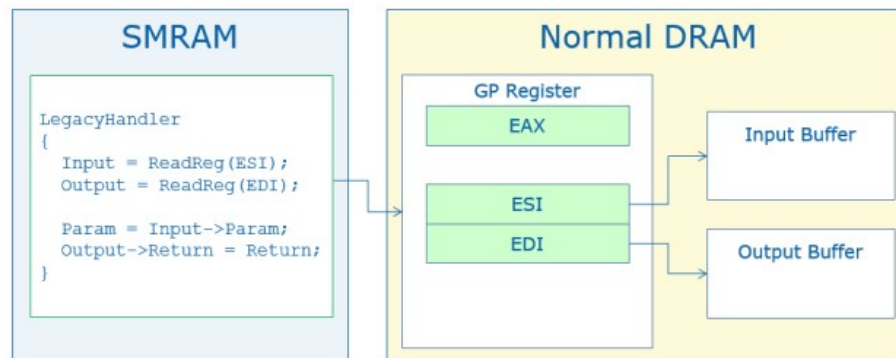 SMRAM
LegacyHandler
{
Input = ReadReg(ESI);
Output = ReadReg(EDI);
Param = Input->Param;
Output->Return = Return;
}
Normal DRAM
GP Register
EAX
ESI
EDI
Input Buffer
Output Buffer